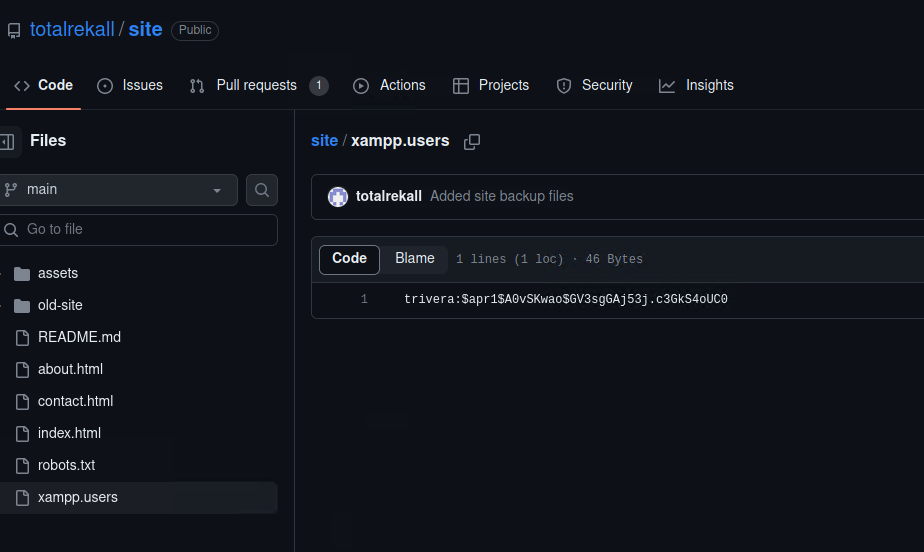 totalrekall / site Public
Code Issues Pull requests 1 Actions Projects Security Insights
Files
main
Go to file
assets
old-site
README.md
about.html
contact.html
index.html
robots.txt
xampp.users
site / xampp.users
totalrekall Added site backup files
Code Blame 1 lines (1 loc) · 46 Bytes
1 trivera:$apr1$A0vSKwao$GV3sgGAj53j.c3GkS4oUC0